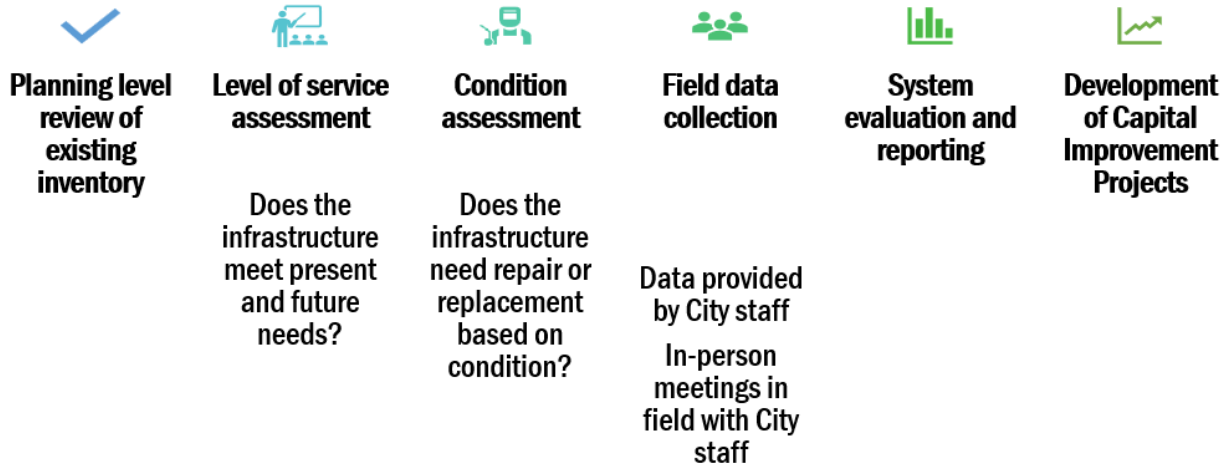 Planning level
review of
existing
inventory
Level of service
assessment
Does the
infrastructure
meet present
and future
needs?
Condition
assessment
Does the
infrastructure
need repair or
replacement
based on
condition?
Field data
collection
Data provided
by City staff
In-person
meetings in
field with City
staff
System
evaluation and
reporting
Development
of Capital
Improvement
Projects